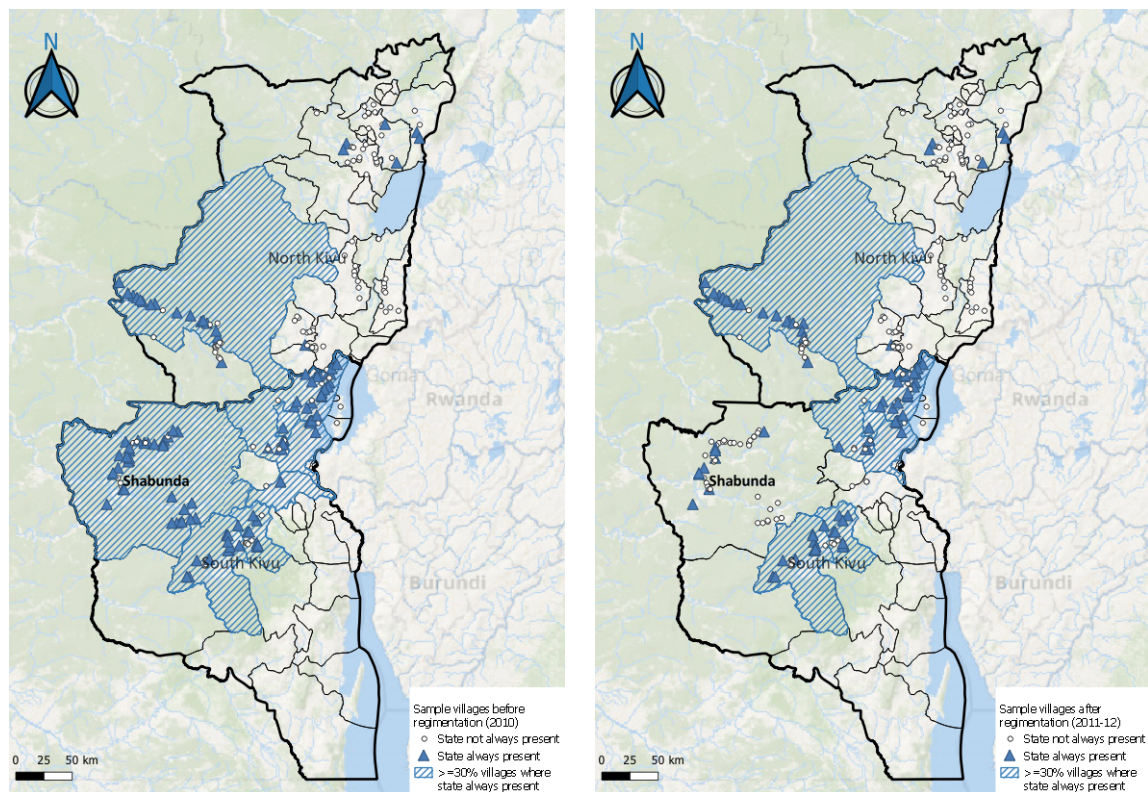 N
North Kivu
Goma
Rwanda
Shabunda
South Kivu
Burundi
Sample villages before
regimentation (2010)
State not always present
State always present
>=30% villages where
state always present
0 25 50 km
N
North Kivu
Goma
Rwanda
Shabunda
South Kivu
Burundi
Sample villages after
regimentation (2011-12)
State not always present
State always present
>=30% villages where
state always present
0 25 50 km